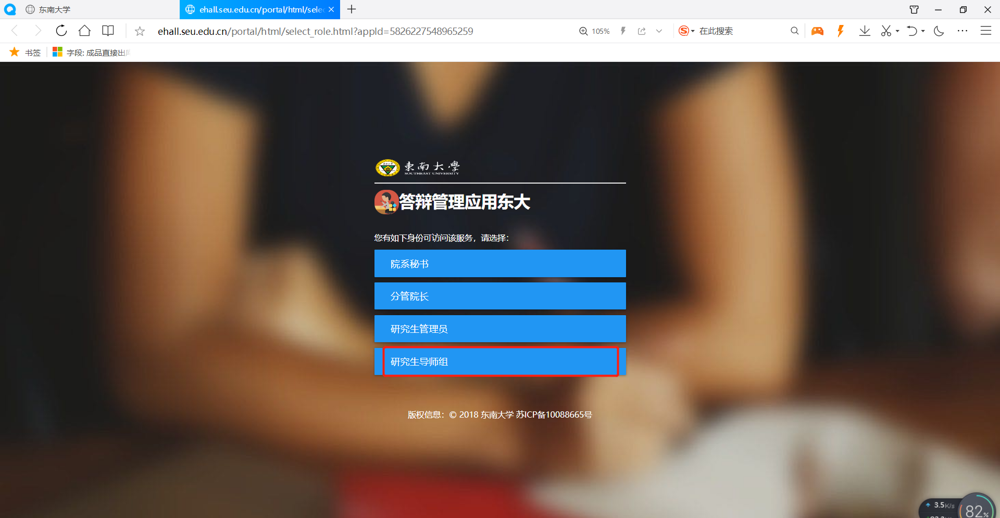 东南大学
ehall.seu.edu.cn/portal/html/sele
ehall.seu.edu.cn/portal/html/select_role.html?appId=5826227548965259
105%
在此搜索
书签
字段: 成品直接出
東南大學
SOUTHEAST UNIVERSITY
答辩管理应用东大
您有如下身份可访问该服务，请选择：
院系秘书
分管院长
研究生管理员
研究生导师组
版权信息：© 2018 东南大学 苏ICP备10088665号
3.5K/s
82%